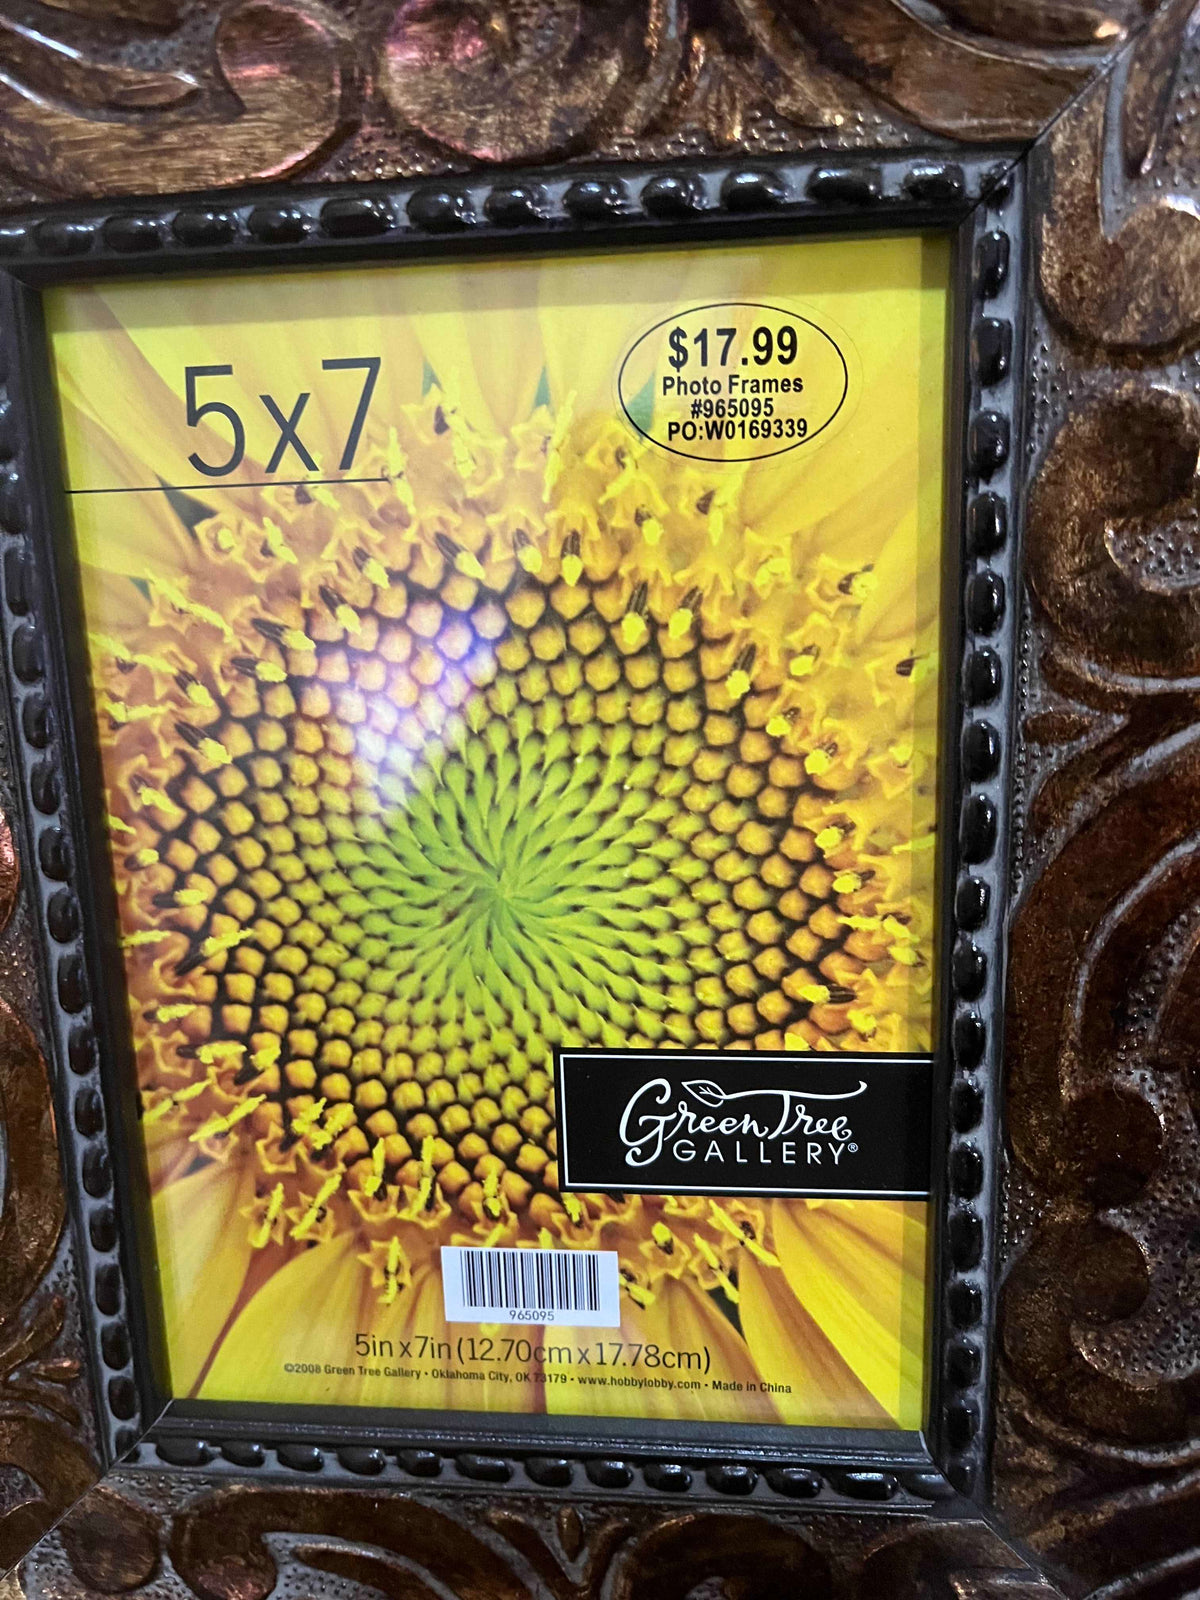 5x7
$17.99
Photo Frames
#965095
PO:W0169339
Green Tree
GALLERY®
965095
5in x 7in (12.70cm x 17.78cm)
©2008 Green Tree Gallery • Oklahoma City, OK 73179 • www.hobbylobby.com • Made in China